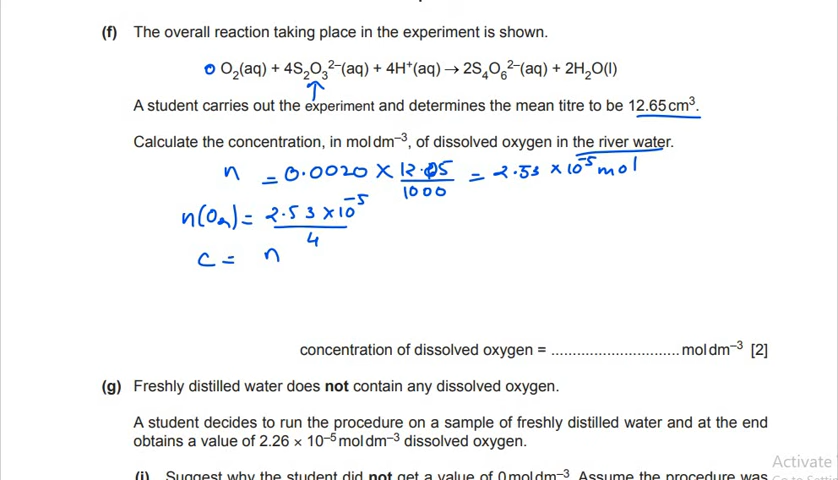 (f) The overall reaction taking place in the experiment is shown.
O₂(aq) + 4S₂O₃²⁻(aq) + 4H⁺(aq) → 2S₄O₆²⁻(aq) + 2H₂O(l)
A student carries out the experiment and determines the mean titre to be 12.65 cm³.
Calculate the concentration, in mol dm⁻³, of dissolved oxygen in the river water.
n = 0.0020 × 12.65/1000 = 2.53 × 10⁻⁵ mol
n(O₂) = 2.53 × 10⁻⁵/4
c = n
concentration of dissolved oxygen = .............................. mol dm⁻³ [2]
(g) Freshly distilled water does not contain any dissolved oxygen.
A student decides to run the procedure on a sample of freshly distilled water and at the end
obtains a value of 2.26 × 10⁻⁵ mol dm⁻³ dissolved oxygen.
Activate
(i) Suggest why the student did not get a value of 0 mol dm⁻³. Assume the procedure was